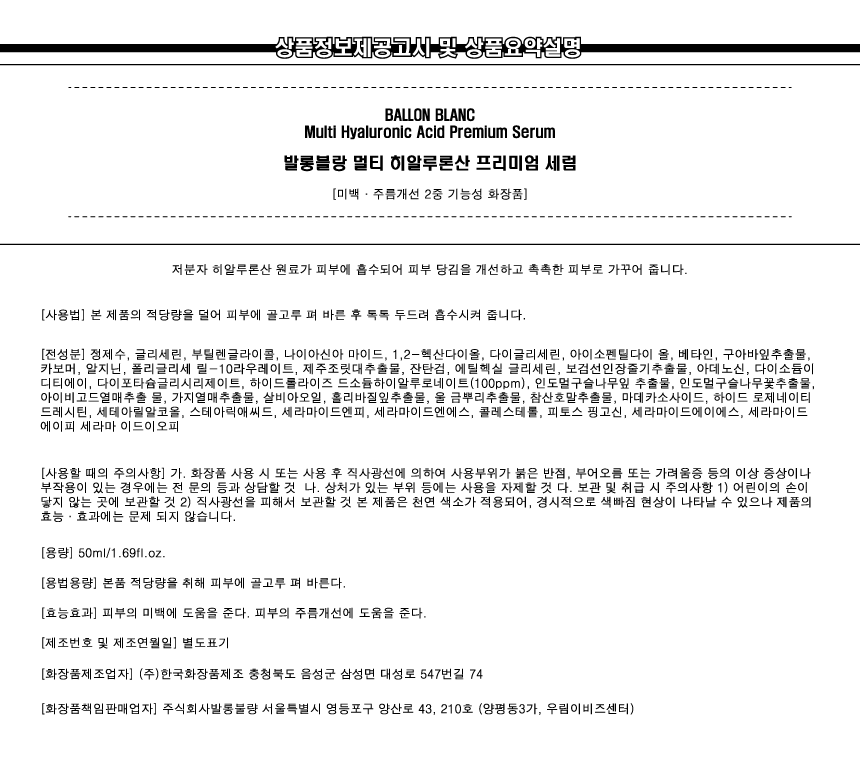 상품정보제공고시 및 상품요약설명
BALLON BLANC
Multi Hyaluronic Acid Premium Serum
발롱블랑 멀티 히알루론산 프리미엄 세럼
[미백 · 주름개선 2중 기능성 화장품]
저분자 히알루론산 원료가 피부에 흡수되어 피부 당김을 개선하고 촉촉한 피부로 가꾸어 줍니다.
[사용법] 본 제품의 적당량을 덜어 피부에 골고루 펴 바른 후 톡톡 두드려 흡수시켜 줍니다.
[전성분] 정제수, 글리세린, 부틸렌글라이콜, 나이아신아 마이드, 1,2-헥산다이올, 다이글리세린, 아이소펜틸다이 올, 베타인, 구아바잎추출물,
카보머, 알지닌, 폴리글리세 릴-10라우레이트, 제주조릿대추출물, 잔탄검, 에틸헥실 글리세린, 보검선인장줄기추출물, 아데노신, 다이소듐이
디티에이, 다이포타슘글리시리제이트, 하이드롤라이즈 드소듐하이알루로네이트(100ppm), 인도멀구슬나무잎 추출물, 인도멀구슬나무꽃추출물,
아이비고드열매추출 물, 가지열매추출물, 살비아오일, 홀리바질잎추출물, 울 금뿌리추출물, 참산호말추출물, 마데카소사이드, 하이드 로제네이티
드레시틴, 세테아릴알코올, 스테아릭애씨드, 세라마이드엔피, 세라마이드엔에스, 콜레스테롤, 피토스 핑고신, 세라마이드에이에스, 세라마이드
에이피 세라마 이드이오피
[사용할 때의 주의사항] 가. 화장품 사용 시 또는 사용 후 직사광선에 의하여 사용부위가 붉은 반점, 부어오름 또는 가려움증 등의 이상 증상이나
부작용이 있는 경우에는 전 문의 등과 상담할 것  나. 상처가 있는 부위 등에는 사용을 자제할 것 다. 보관 및 취급 시 주의사항 1) 어린이의 손이
닿지 않는 곳에 보관할 것 2) 직사광선을 피해서 보관할 것 본 제품은 천연 색소가 적용되어, 경시적으로 색빠짐 현상이 나타날 수 있으나 제품의
효능 · 효과에는 문제 되지 않습니다.
[용량] 50ml/1.69fl.oz.
[용법용량] 본품 적당량을 취해 피부에 골고루 펴 바른다.
[효능효과] 피부의 미백에 도움을 준다. 피부의 주름개선에 도움을 준다.
[제조번호 및 제조연월일] 별도표기
[화장품제조업자] (주)한국화장품제조 충청북도 음성군 삼성면 대성로 547번길 74
[화장품책임판매업자] 주식회사발롱불량 서울특별시 영등포구 양산로 43, 210호 (양평동3가, 우림이비즈센터)